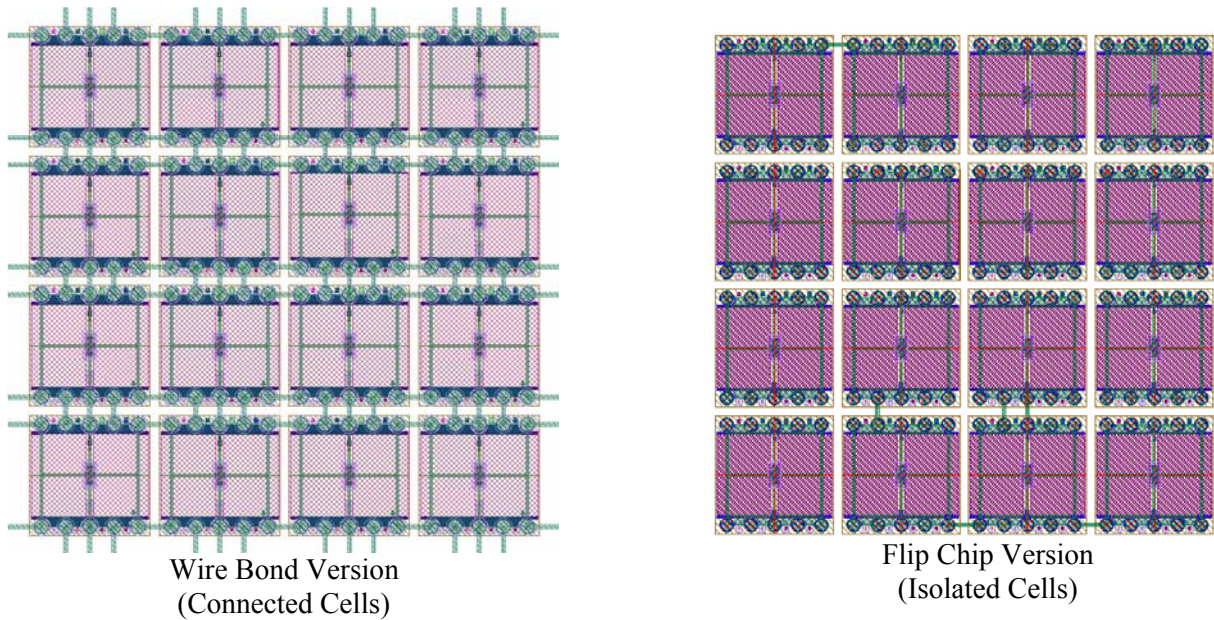 Wire Bond Version
(Connected Cells)
Flip Chip Version
(Isolated Cells)